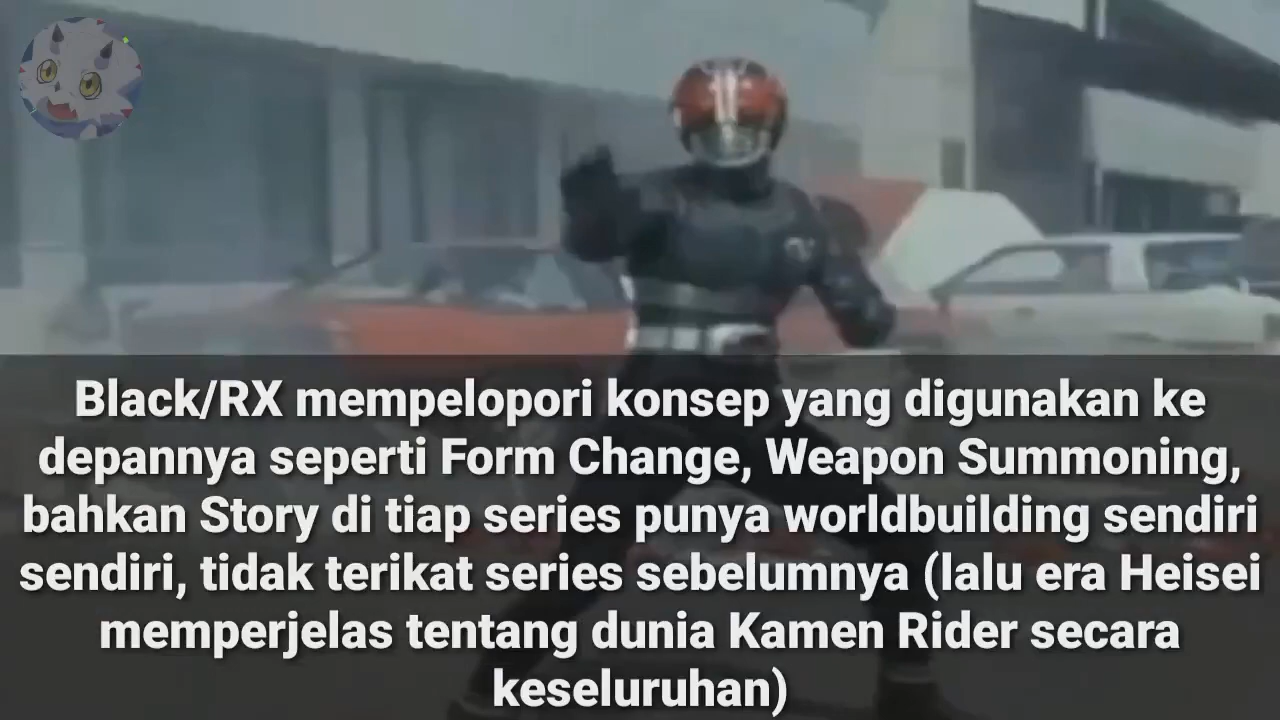 Black/RX mempelopori konsep yang digunakan ke
depannya seperti Form Change, Weapon Summoning,
bahkan Story di tiap series punya worldbuilding sendiri
sendiri, tidak terikat series sebelumnya (lalu era Heisei
memperjelas tentang dunia Kamen Rider secara
keseluruhan)